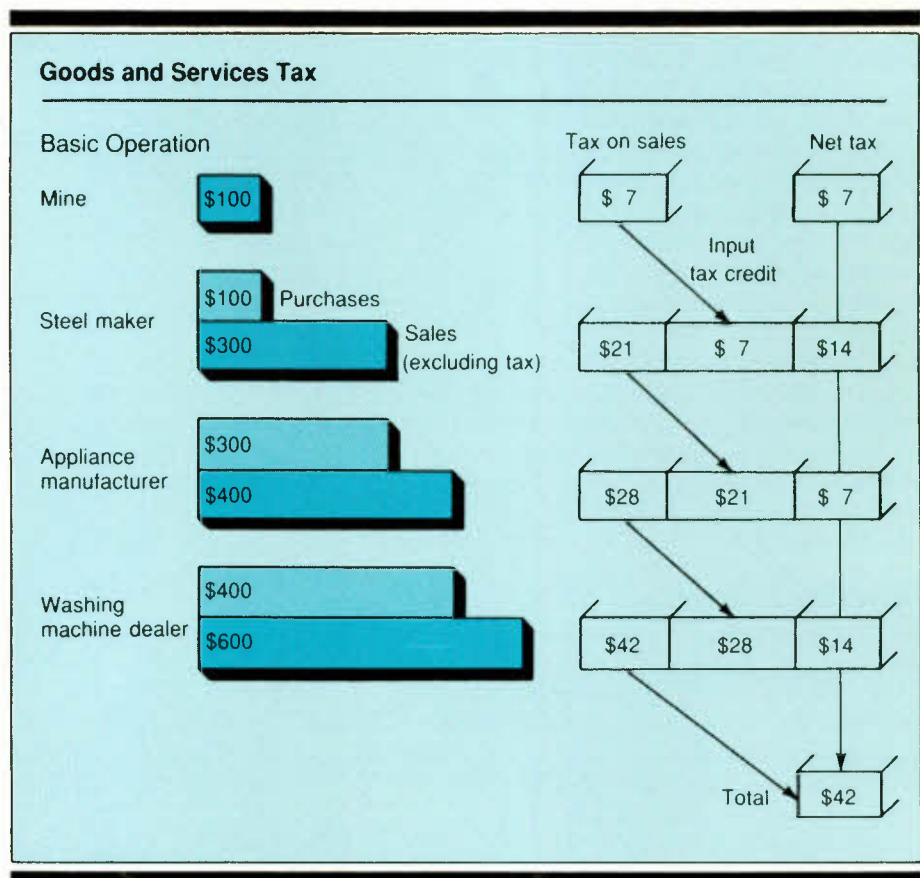 Goods and Services Tax
Basic Operation
Tax on sales
Net tax
Mine
$100
$ 7
$ 7
Input
tax credit
Steel maker
$100
Purchases
$300
Sales
(excluding tax)
$21
$ 7
$14
Appliance
manufacturer
$300
$400
$28
$21
$ 7
Washing
machine dealer
$400
$600
$42
$28
$14
Total
$42